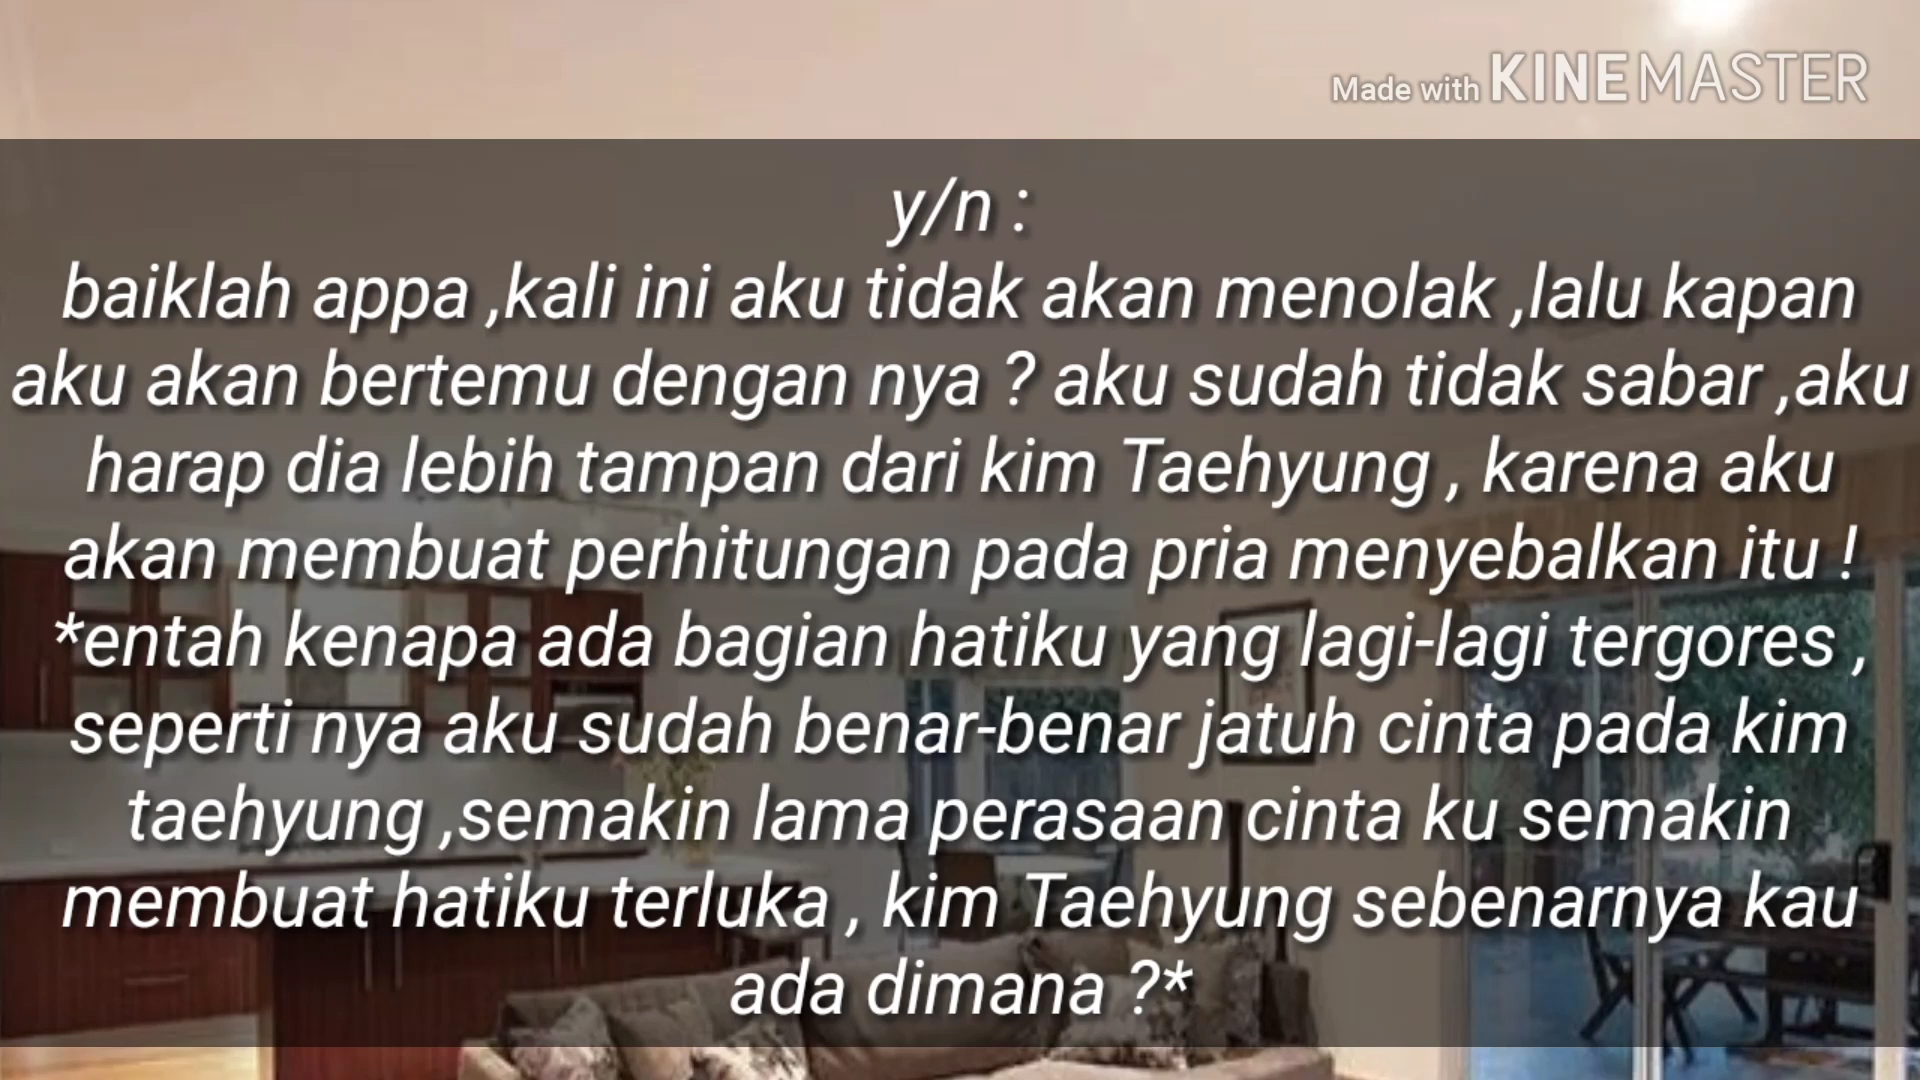 Made with KINEMASTER
y/n :
baiklah appa ,kali ini aku tidak akan menolak ,lalu kapan
aku akan bertemu dengan nya ? aku sudah tidak sabar ,aku
harap dia lebih tampan dari kim Taehyung , karena aku
akan membuat perhitungan pada pria menyebalkan itu !
*entah kenapa ada bagian hatiku yang lagi-lagi tergores ,
seperti nya aku sudah benar-benar jatuh cinta pada kim
taehyung ,semakin lama perasaan cinta ku semakin
membuat hatiku terluka , kim Taehyung sebenarnya kau
ada dimana ?*